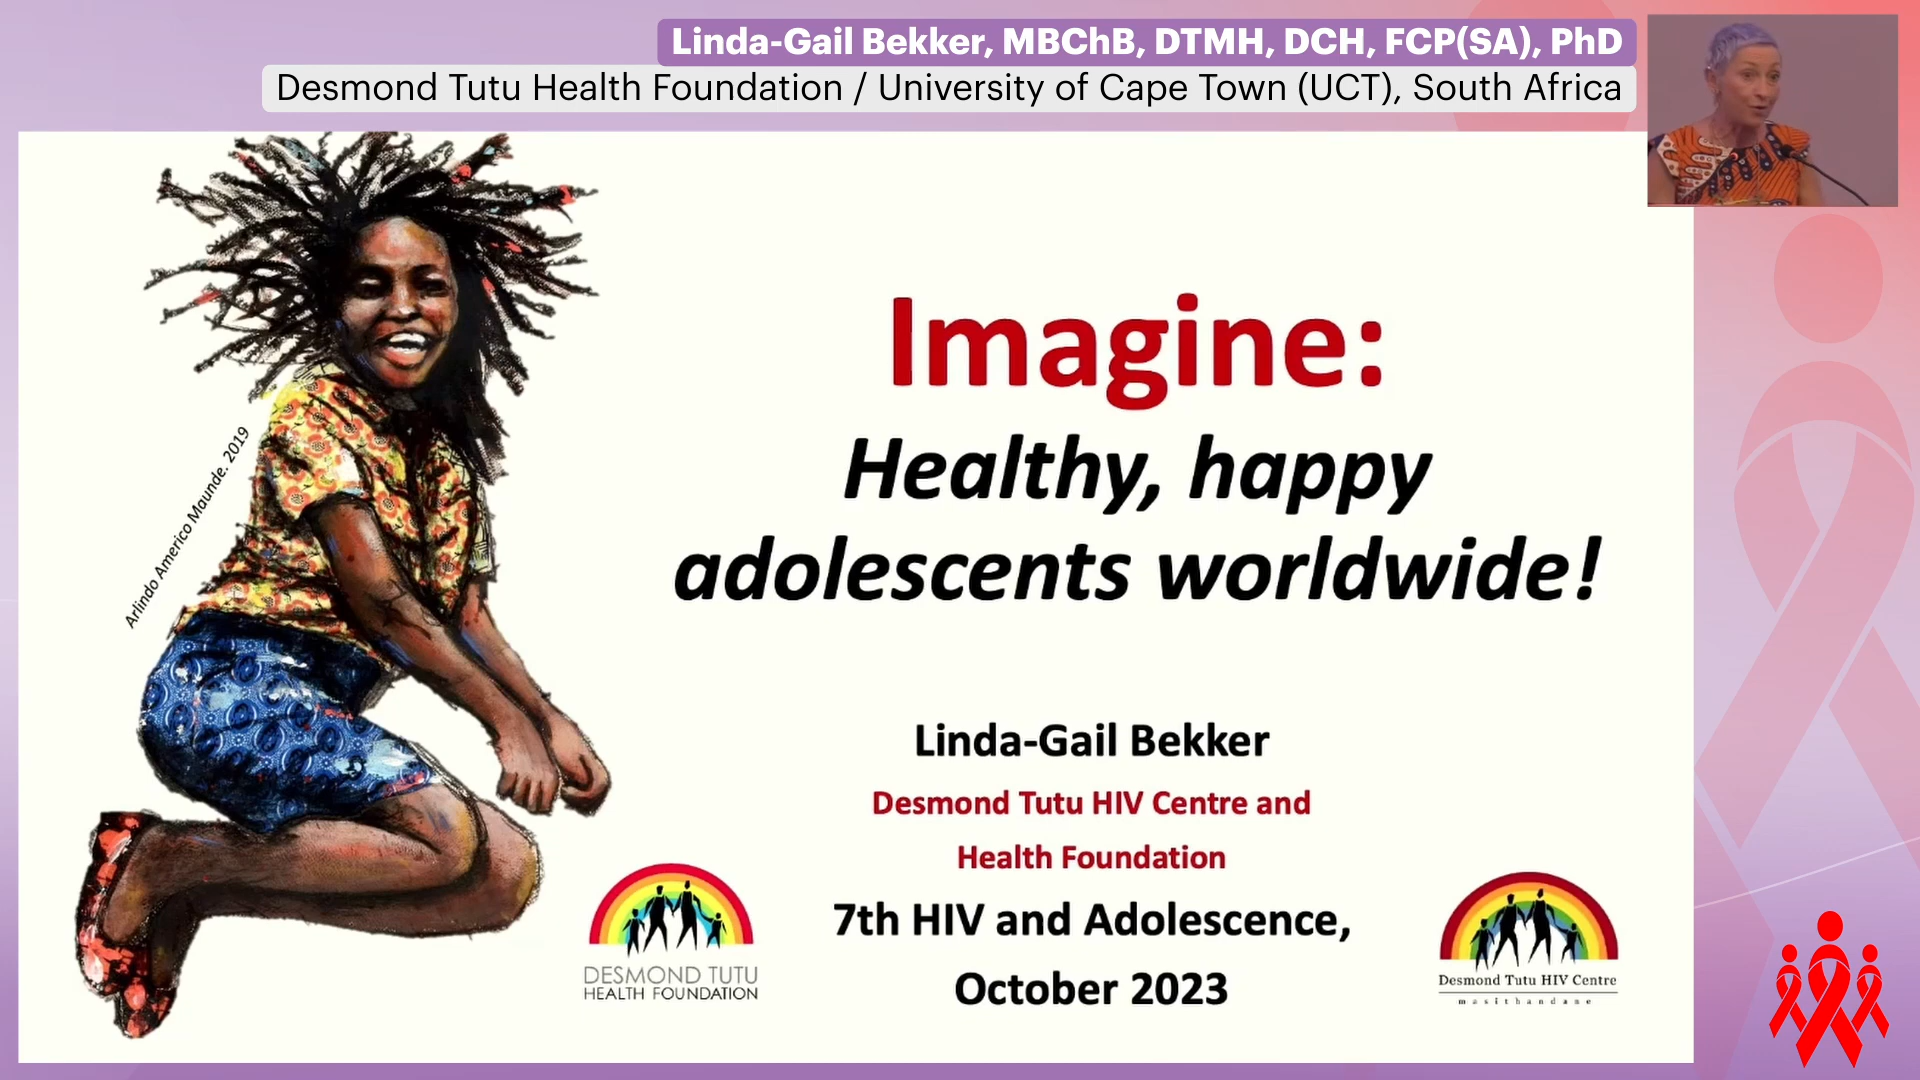 Linda-Gail Bekker, MBChB, DTMH, DCH, FCP(SA), PhD
Desmond Tutu Health Foundation / University of Cape Town (UCT), South Africa
Arlindo Americo Maunde. 2019
Imagine:
Healthy, happy
adolescents worldwide!
Linda-Gail Bekker
Desmond Tutu HIV Centre and
Health Foundation
7th HIV and Adolescence,
October 2023
DESMOND TUTU
HEALTH FOUNDATION
Desmond Tutu HIV Centre
masithandane